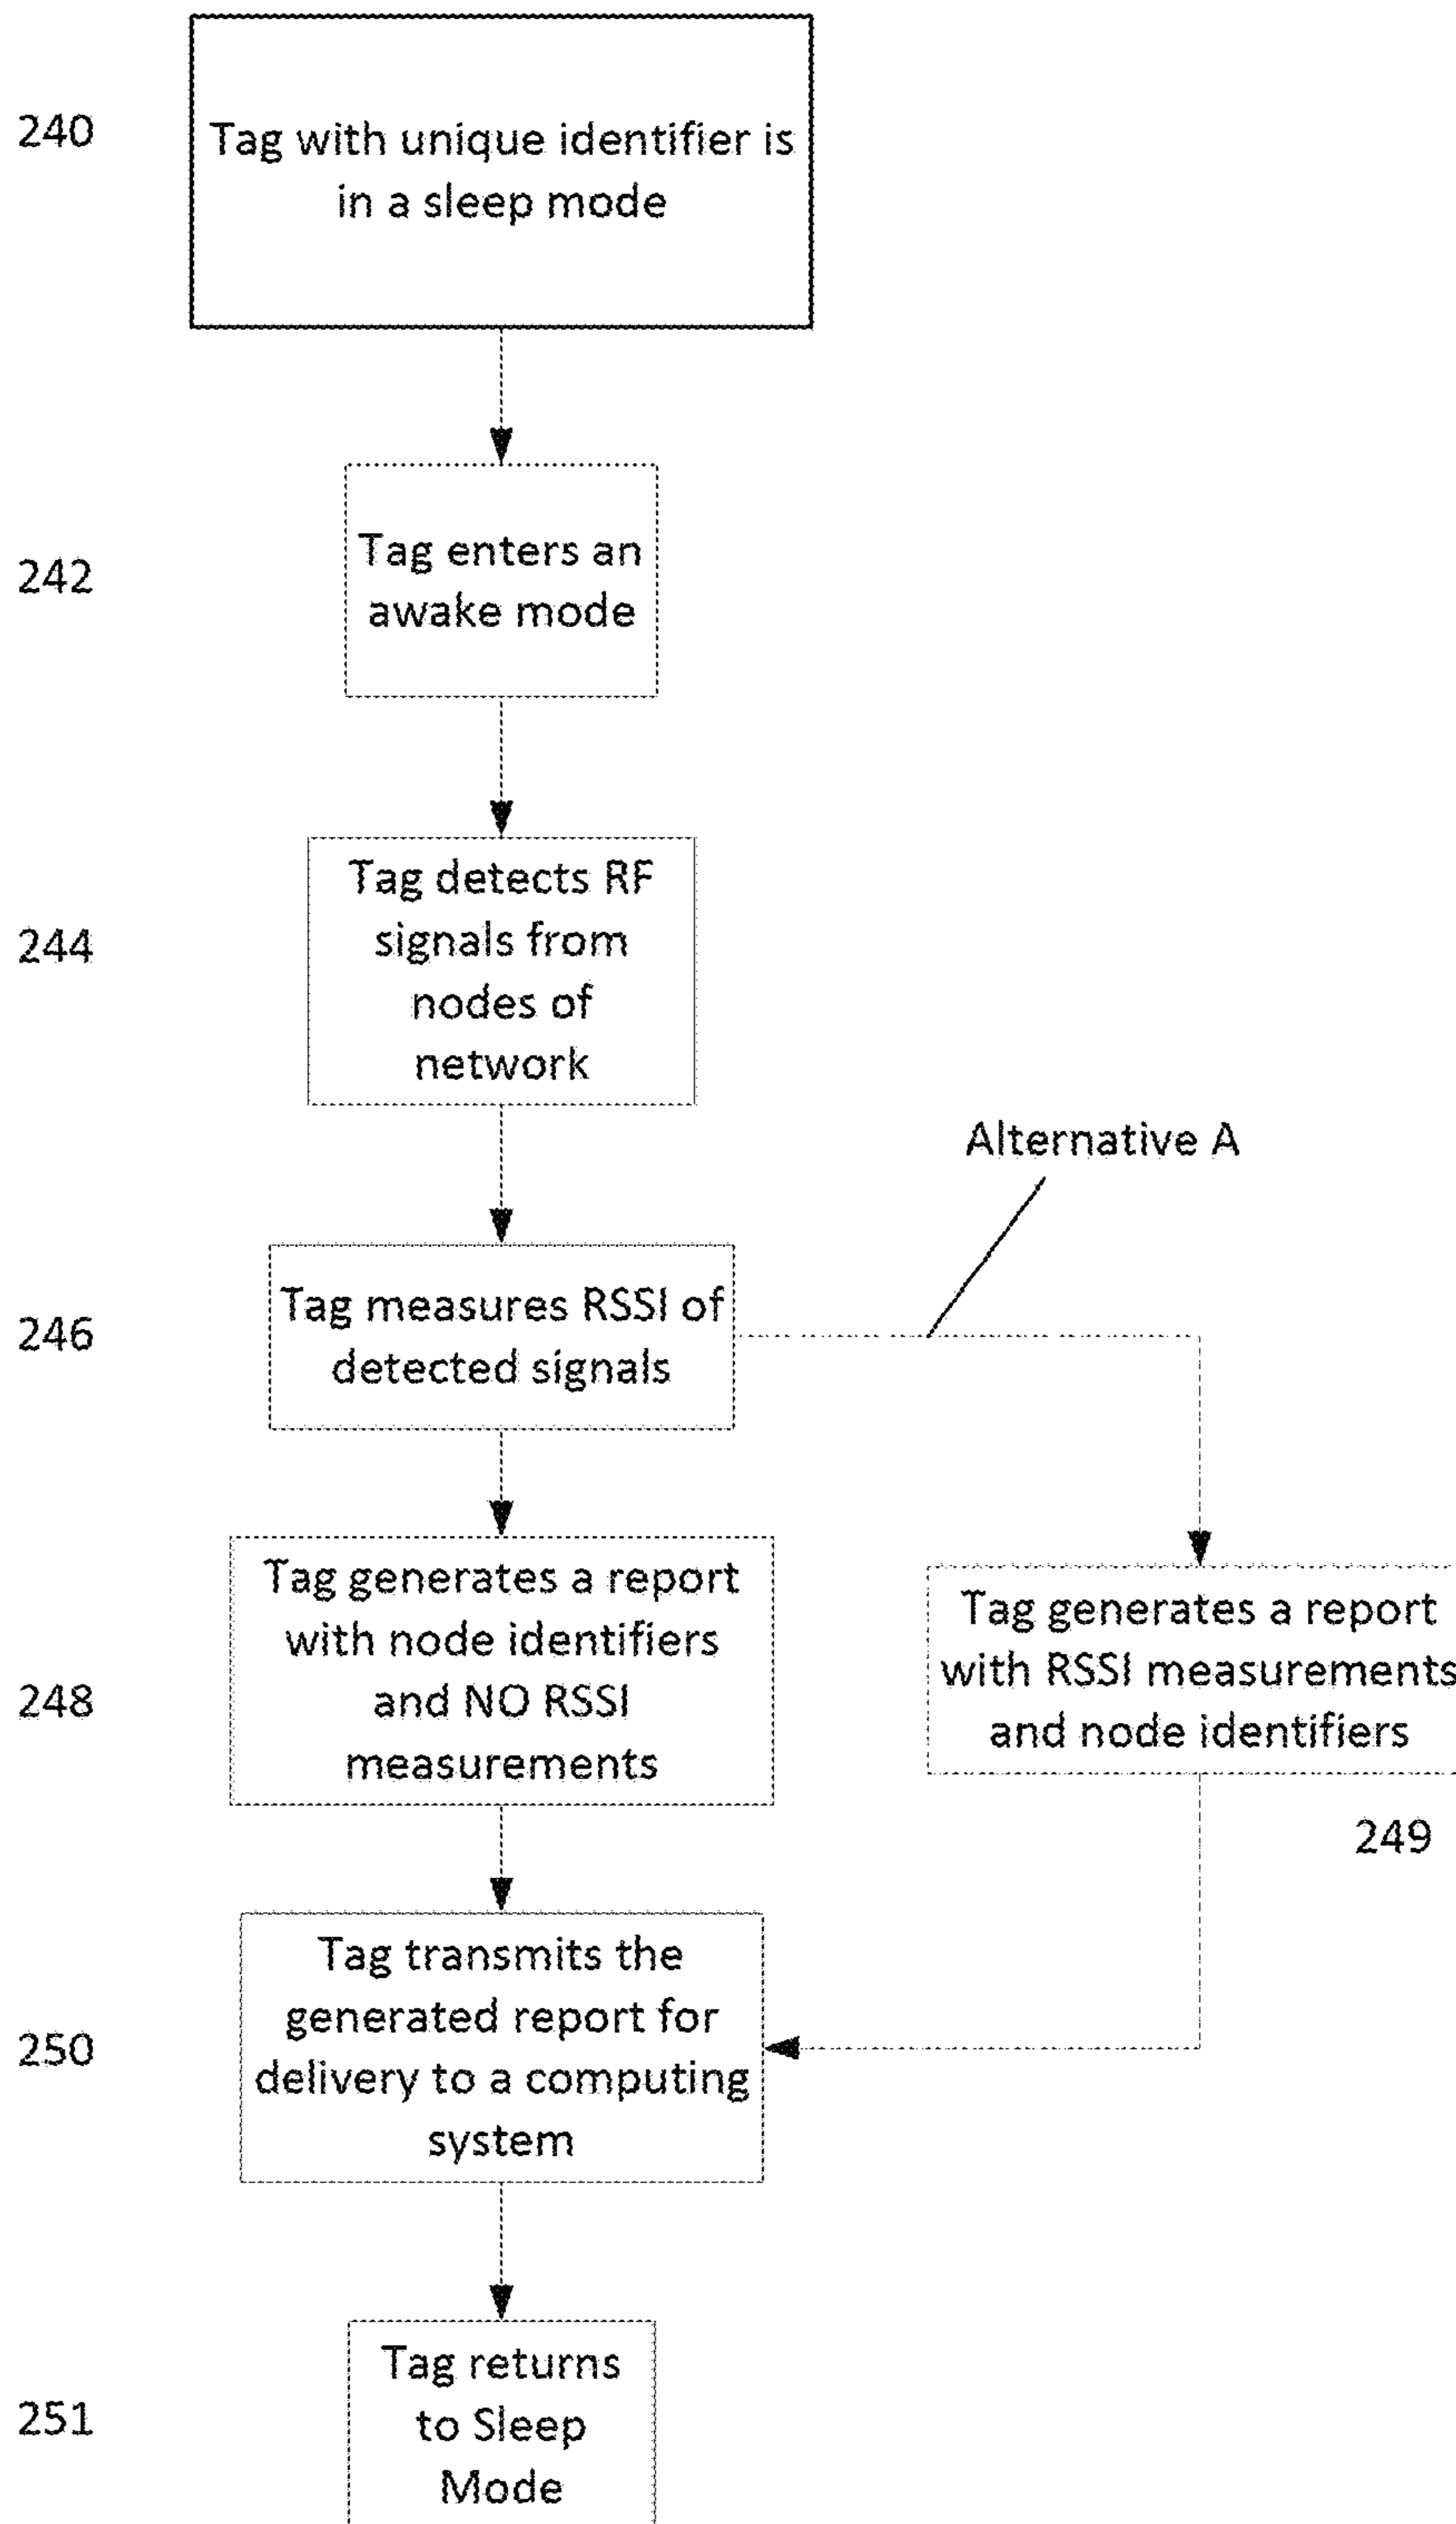 240
Tag with unique identifier is
in a sleep mode
242
Tag enters an
awake mode
244
Tag detects RF
signals from
nodes of
network
Alternative A
246
Tag measures RSSI of
detected signals
248
Tag generates a report
with node identifiers
and NO RSSI
measurements
Tag generates a report
with RSSI measurements
and node identifiers
249
250
Tag transmits the
generated report for
delivery to a computing
system
251
Tag returns
to Sleep
Mode